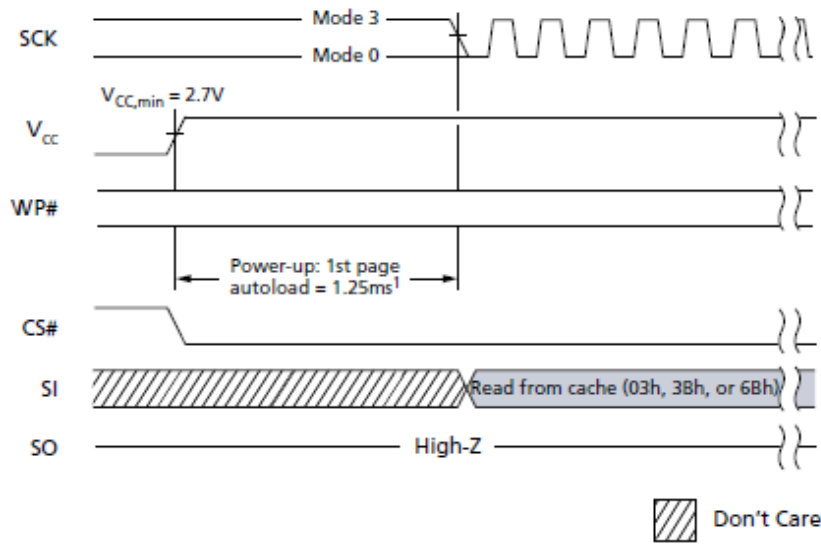 SCK
Mode 3
Mode 0
V_CC,min = 2.7V
V_CC
WP#
Power-up: 1st page
autoload = 1.25ms¹
CS#
SI
Read from cache (03h, 3Bh, or 6Bh)
SO
High-Z
Don't Care